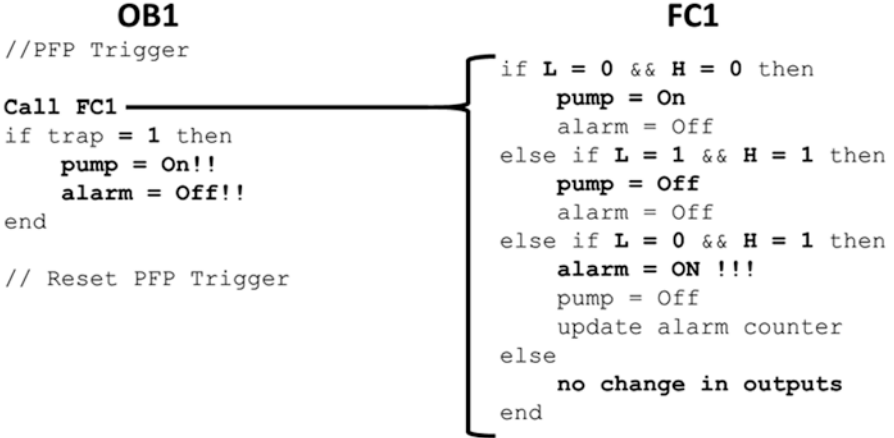 OB1
//PFP Trigger
Call FC1
if trap = 1 then
pump = On!!
alarm = Off!!
end
// Reset PFP Trigger
FC1
if L = 0 && H = 0 then
pump = On
alarm = Off
else if L = 1 && H = 1 then
pump = Off
alarm = Off
else if L = 0 && H = 1 then
alarm = ON !!!
pump = Off
update alarm counter
else
no change in outputs
end